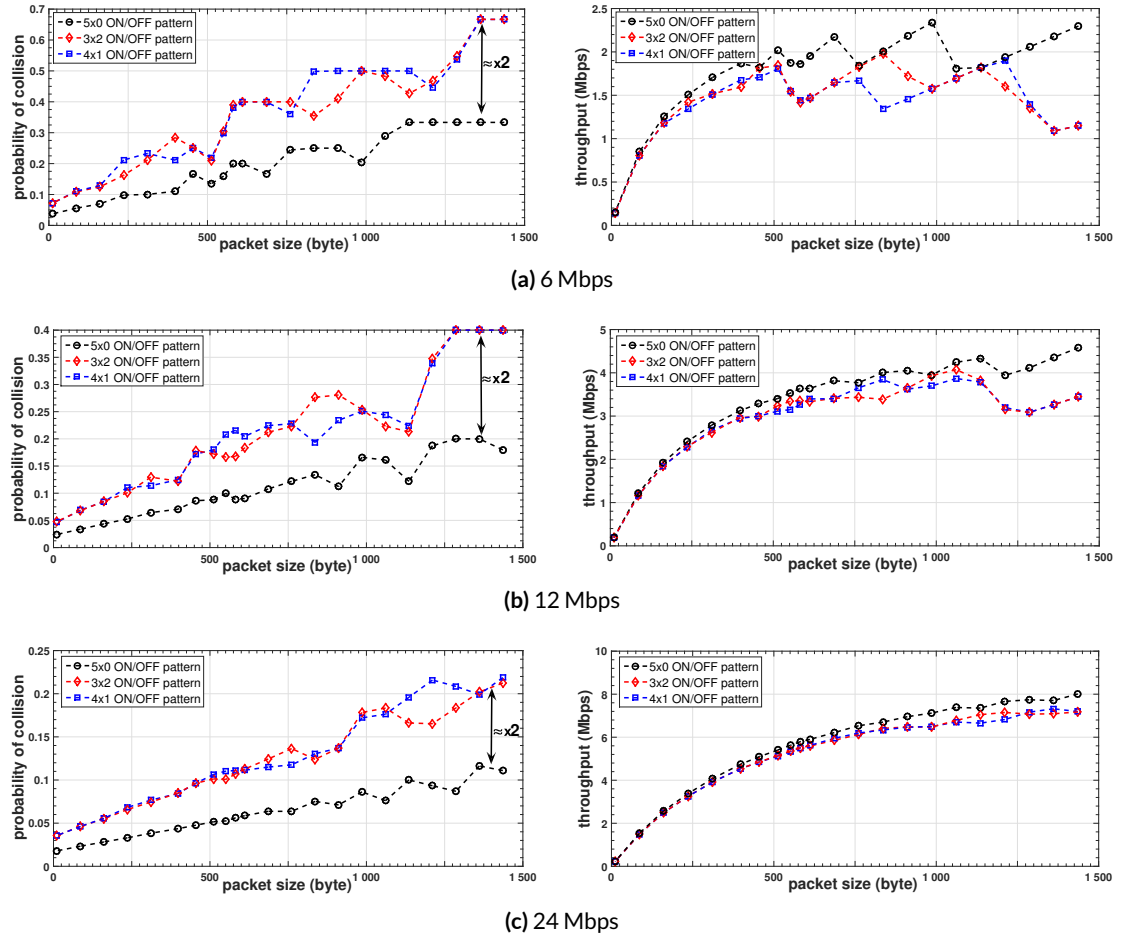 0.7
0.6
0.5
0.4
0.3
0.2
0.1
0
probability of collision
5x0 ON/OFF pattern
3x2 ON/OFF pattern
4x1 ON/OFF pattern
≈x2
0 500 1 000 1 500
packet size (byte)
2.5
2
1.5
1
0.5
0
throughput (Mbps)
5x0 ON/OFF pattern
3x2 ON/OFF pattern
4x1 ON/OFF pattern
0 500 1 000 1 500
packet size (byte)
(a) 6 Mbps
0.4
0.35
0.3
0.25
0.2
0.15
0.1
0.05
0
probability of collision
5x0 ON/OFF pattern
3x2 ON/OFF pattern
4x1 ON/OFF pattern
≈x2
0 500 1 000 1 500
packet size (byte)
5
4
3
2
1
0
throughput (Mbps)
5x0 ON/OFF pattern
3x2 ON/OFF pattern
4x1 ON/OFF pattern
0 500 1 000 1 500
packet size (byte)
(b) 12 Mbps
0.25
0.2
0.15
0.1
0.05
0
probability of collision
5x0 ON/OFF pattern
3x2 ON/OFF pattern
4x1 ON/OFF pattern
≈x2
0 500 1 000 1 500
packet size (byte)
10
8
6
4
2
0
throughput (Mbps)
5x0 ON/OFF pattern
3x2 ON/OFF pattern
4x1 ON/OFF pattern
0 500 1 000 1 500
packet size (byte)
(c) 24 Mbps